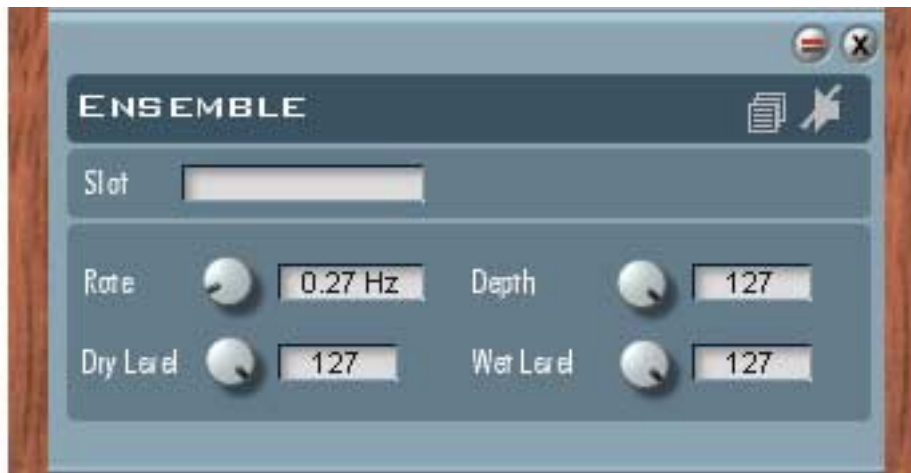 ENSEMBLE
Slot
Rate 0.27 Hz Depth 127
Dry Level 127 Wet Level 127